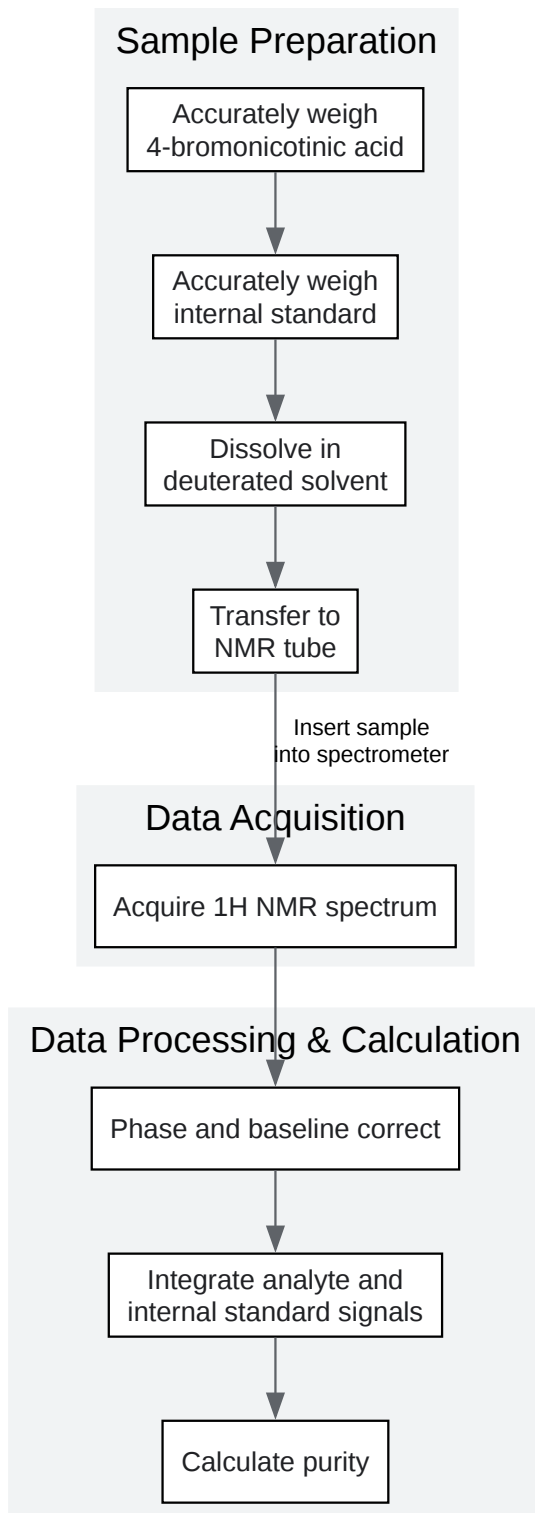 Sample Preparation
Accurately weigh
4-bromonicotinic acid
Accurately weigh
internal standard
Dissolve in
deuterated solvent
Transfer to
NMR tube
Insert sample
into spectrometer
Data Acquisition
Acquire 1H NMR spectrum
Data Processing & Calculation
Phase and baseline correct
Integrate analyte and
internal standard signals
Calculate purity